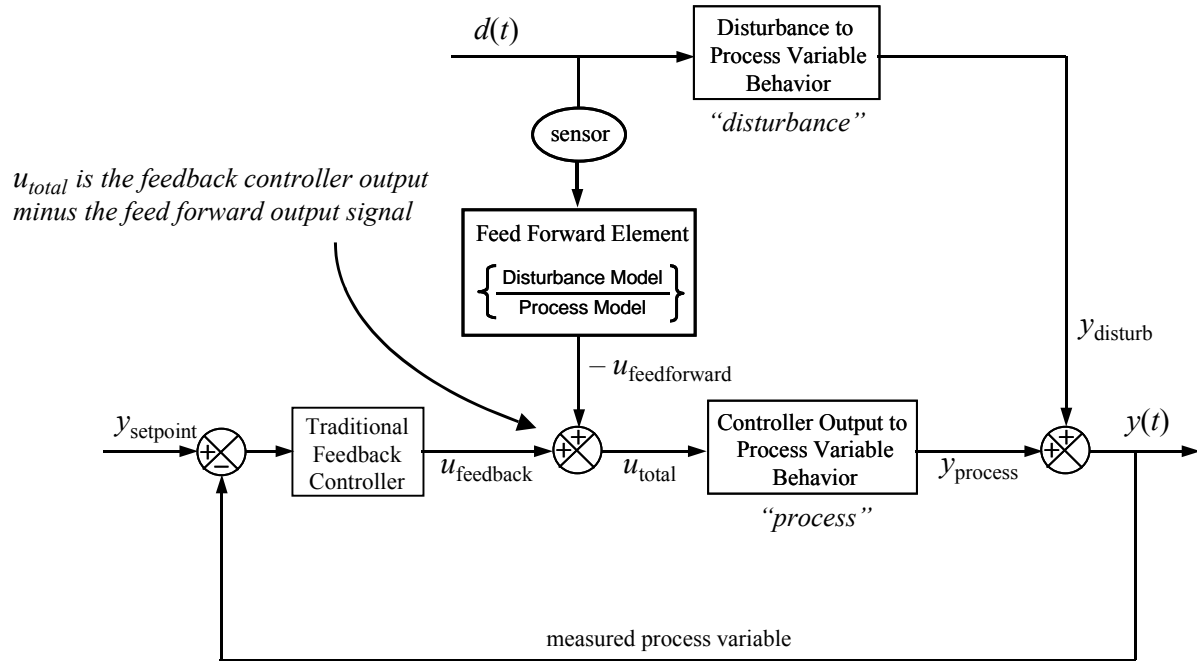 d(t)
Disturbance to
Process Variable
Behavior
“disturbance”
sensor
u_total is the feedback controller output
minus the feed forward output signal
Feed Forward Element
{ Disturbance Model
Process Model }
y_disturb
– u_feedforward
y_setpoint
+
–
Traditional
Feedback
Controller
u_feedback
+
+
u_total
Controller Output to
Process Variable
Behavior
“process”
y_process
+
+
y(t)
measured process variable